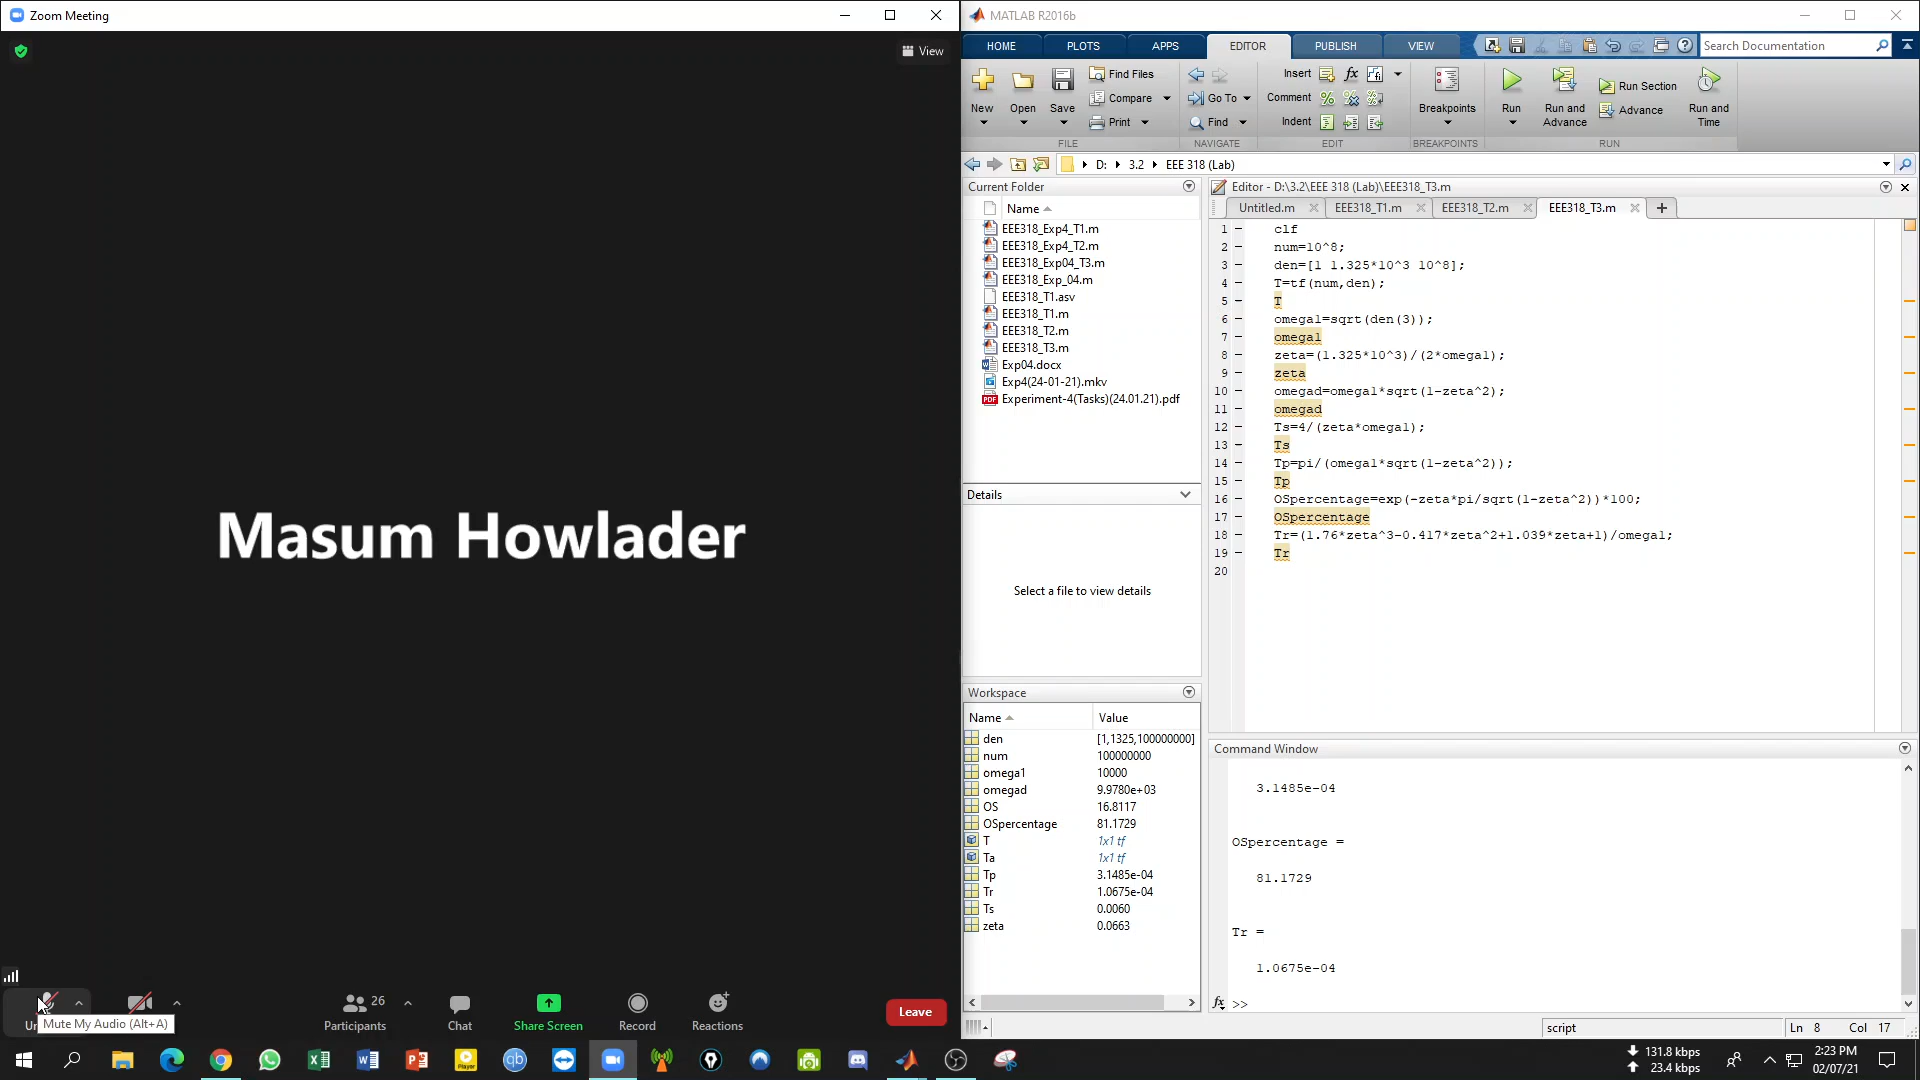 Zoom Meeting
View
Masum Howlader
Mute My Audio (Alt+A)
26
Participants
Chat
Share Screen
Record
Reactions
Leave
MATLAB R2016b
HOME PLOTS APPS EDITOR PUBLISH VIEW
Search Documentation
New
Open
Save
Find Files
Compare
Print
FILE
Go To
Find
NAVIGATE
Insert
Comment
Indent
EDIT
Breakpoints
BREAKPOINTS
Run
Run and Advance
Run Section
Advance
Run and Time
RUN
D: 3.2 EEE 318 (Lab)
Current Folder
Name
EEE318_Exp4_T1.m
EEE318_Exp4_T2.m
EEE318_Exp04_T3.m
EEE318_Exp_04.m
EEE318_T1.asv
EEE318_T1.m
EEE318_T2.m
EEE318_T3.m
Exp04.docx
Exp4(24-01-21).mkv
Experiment-4(Tasks)(24.01.21).pdf
Details
Select a file to view details
Workspace
Name Value
den [1,1325,100000000]
num 100000000
omega1 10000
omegad 9.9780e+03
OS 16.8117
OSpercentage 81.1729
T 1x1 tf
Ta 1x1 tf
Tp 3.1485e-04
Tr 1.0675e-04
Ts 0.0060
zeta 0.0663
Editor - D:\3.2\EEE 318 (Lab)\EEE318_T3.m
Untitled.m EEE318_T1.m EEE318_T2.m EEE318_T3.m
1 clf
2 num=10^8;
3 den=[1 1.325*10^3 10^8];
4 T=tf(num,den);
5 T
6 omega1=sqrt(den(3));
7 omega1
8 zeta=(1.325*10^3)/(2*omega1);
9 zeta
10 omegad=omega1*sqrt(1-zeta^2);
11 omegad
12 Ts=4/(zeta*omega1);
13 Ts
14 Tp=pi/(omega1*sqrt(1-zeta^2));
15 Tp
16 OSpercentage=exp(-zeta*pi/sqrt(1-zeta^2))*100;
17 OSpercentage
18 Tr=(1.76*zeta^3-0.417*zeta^2+1.039*zeta+1)/omega1;
19 Tr
20
Command Window
3.1485e-04
OSpercentage =
81.1729
Tr =
1.0675e-04
fx >>
script
Ln 8 Col 17
131.8 kbps
23.4 kbps
2:23 PM
02/07/21